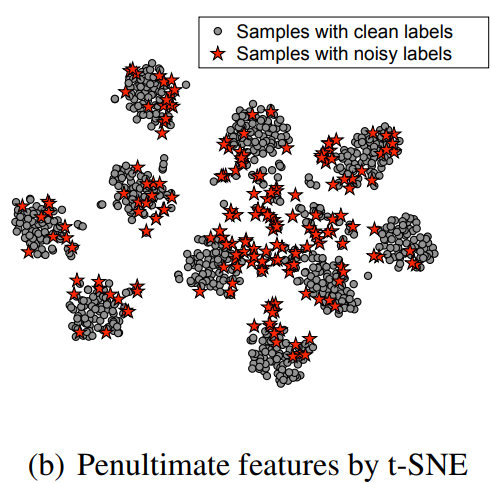 Samples with clean labels
Samples with noisy labels
(b) Penultimate features by t-SNE